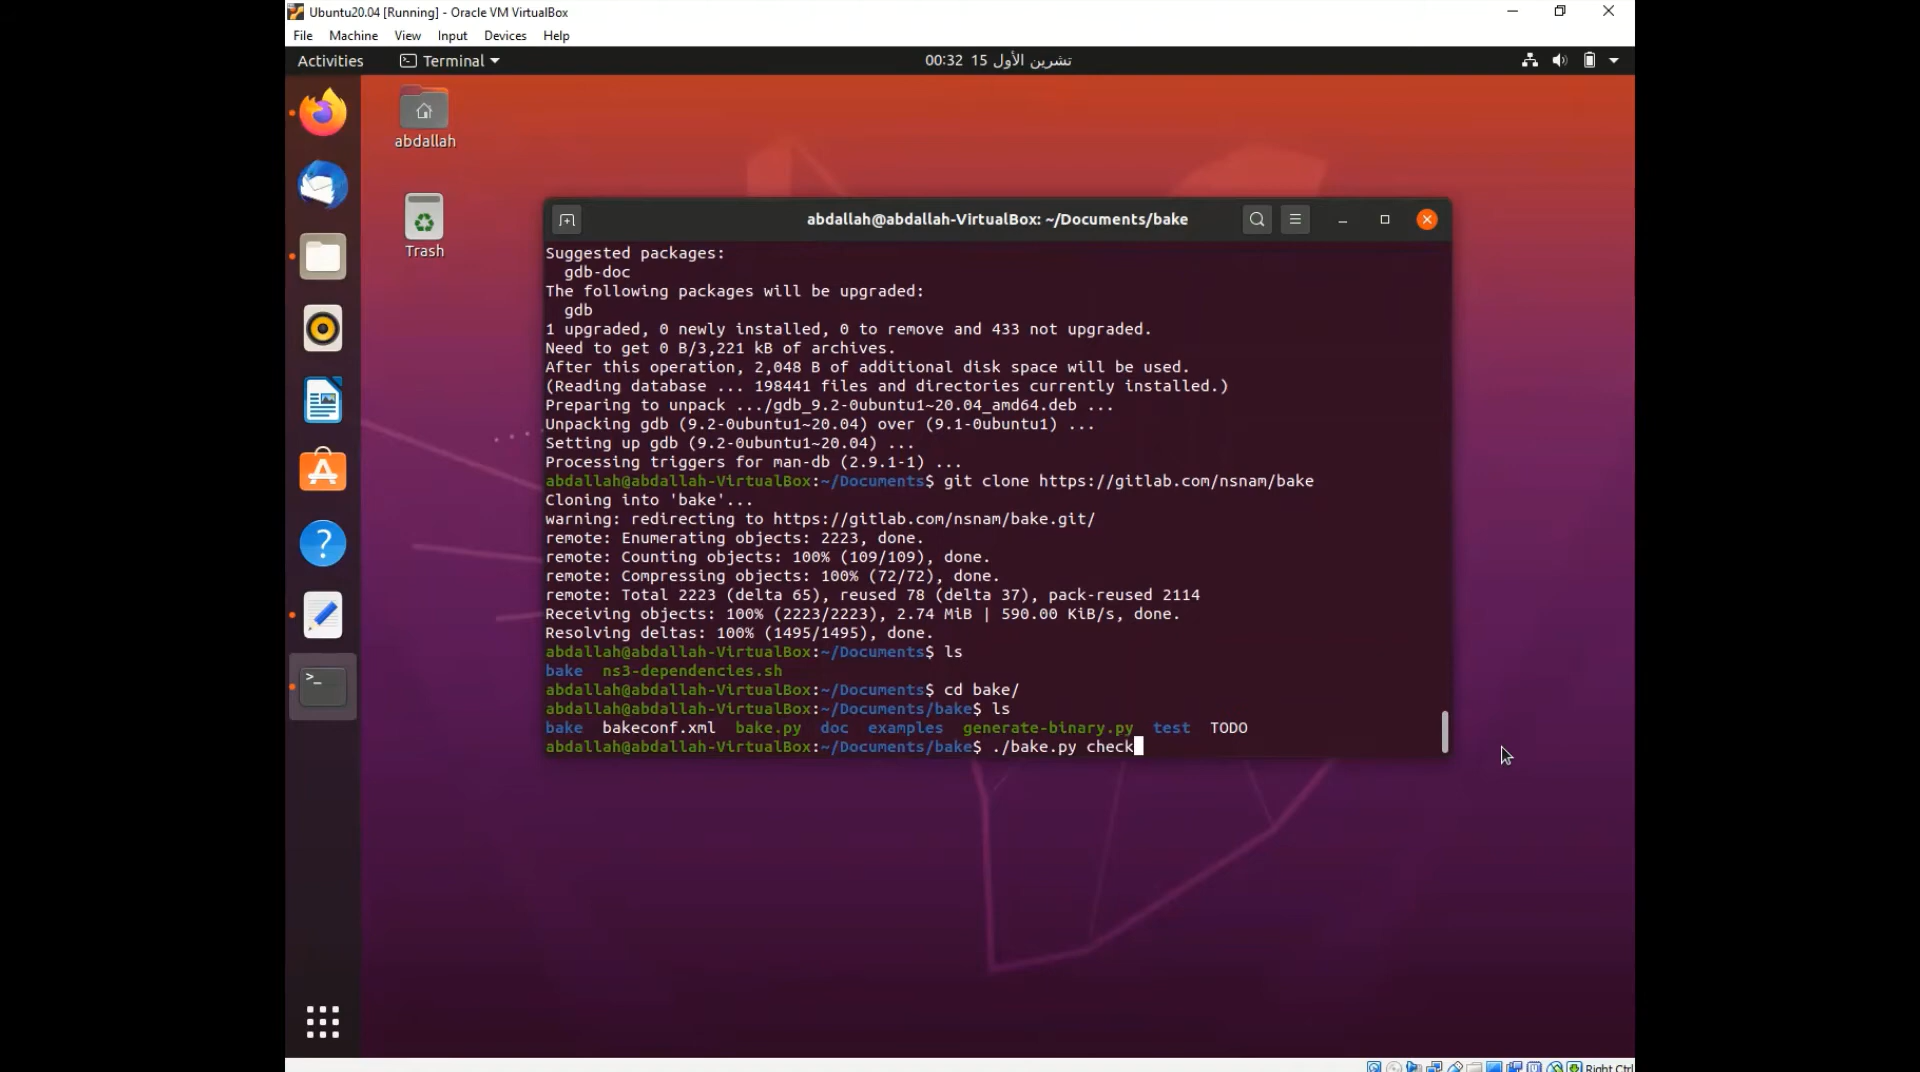 Ubuntu20.04 [Running] - Oracle VM VirtualBox
File Machine View Input Devices Help
Activities Terminal 00:32 15 تشرين الأول
abdallah
Trash
abdallah@abdallah-VirtualBox: ~/Documents/bake
Suggested packages:
gdb-doc
The following packages will be upgraded:
gdb
1 upgraded, 0 newly installed, 0 to remove and 433 not upgraded.
Need to get 0 B/3,221 kB of archives.
After this operation, 2,048 B of additional disk space will be used.
(Reading database ... 198441 files and directories currently installed.)
Preparing to unpack .../gdb_9.2-0ubuntu1~20.04_amd64.deb ...
Unpacking gdb (9.2-0ubuntu1~20.04) over (9.1-0ubuntu1) ...
Setting up gdb (9.2-0ubuntu1~20.04) ...
Processing triggers for man-db (2.9.1-1) ...
abdallah@abdallah-VirtualBox:~/Documents$ git clone https://gitlab.com/nsnam/bake
Cloning into 'bake'...
warning: redirecting to https://gitlab.com/nsnam/bake.git/
remote: Enumerating objects: 2223, done.
remote: Counting objects: 100% (109/109), done.
remote: Compressing objects: 100% (72/72), done.
remote: Total 2223 (delta 65), reused 78 (delta 37), pack-reused 2114
Receiving objects: 100% (2223/2223), 2.74 MiB | 590.00 KiB/s, done.
Resolving deltas: 100% (1495/1495), done.
abdallah@abdallah-VirtualBox:~/Documents$ ls
bake ns3-dependencies.sh
abdallah@abdallah-VirtualBox:~/Documents$ cd bake/
abdallah@abdallah-VirtualBox:~/Documents/bake$ ls
bake bakeconf.xml bake.py doc examples generate-binary.py test TODO
abdallah@abdallah-VirtualBox:~/Documents/bake$ ./bake.py check
Right Ctrl